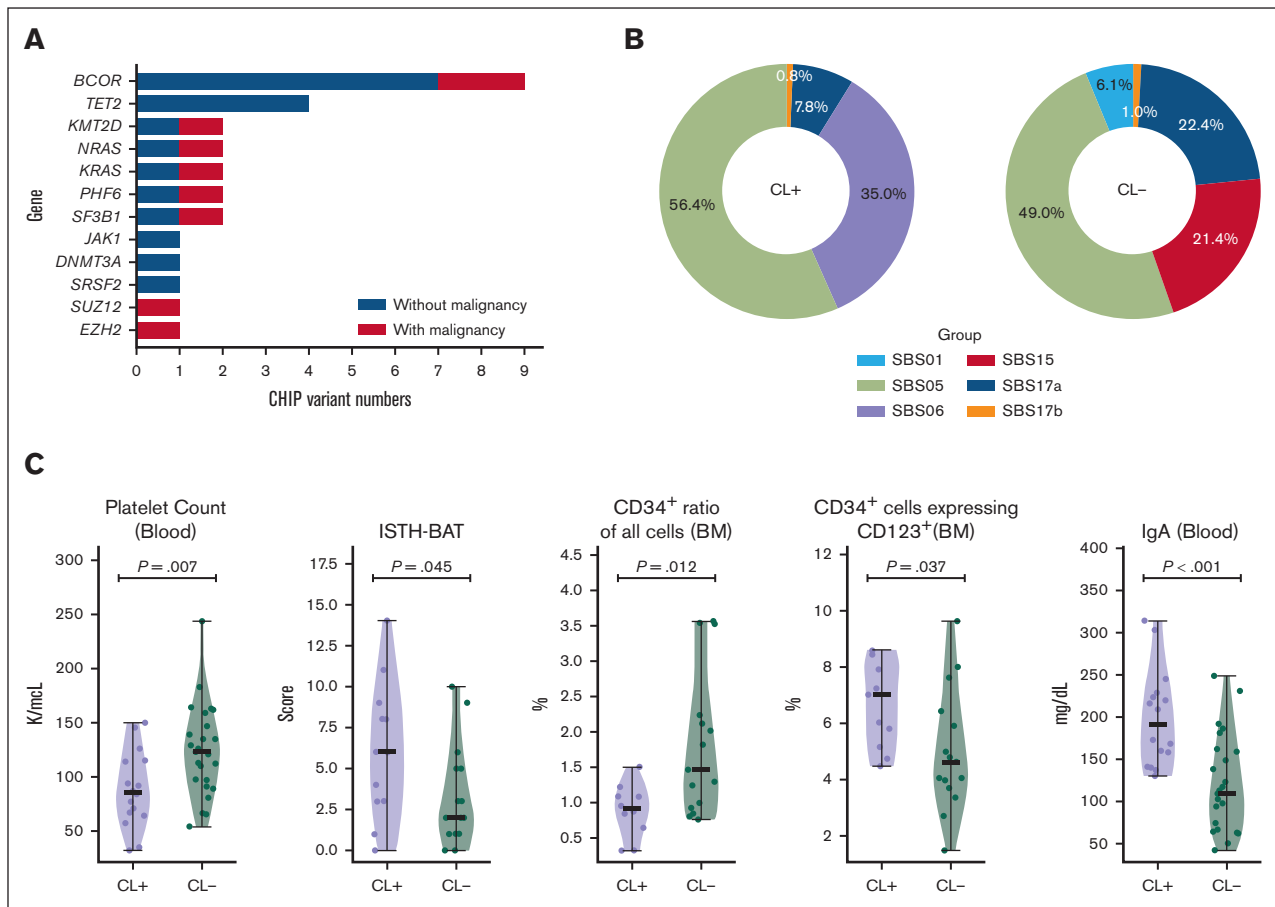 A
Gene
BCOR
TET2
KMT2D
NRAS
KRAS
PHF6
SF3B1
JAK1
DNMT3A
SRSF2
SUZ12
EZH2
Without malignancy
With malignancy
0 1 2 3 4 5 6 7 8 9
CHIP variant numbers
B
0.8%
7.8%
35.0%
56.4%
CL+
6.1%
1.0%
22.4%
21.4%
49.0%
CL–
Group
SBS01 SBS15
SBS05 SBS17a
SBS06 SBS17b
C
Platelet Count
(Blood)
P = .007
K/mcL
300
250
200
150
100
50
CL+ CL–
ISTH-BAT
P = .045
Score
17.5
15.0
12.5
10.0
7.5
5.0
2.5
0.0
CL+ CL–
CD34⁺ ratio
of all cells (BM)
P = .012
%
4.5
4.0
3.5
3.0
2.5
2.0
1.5
1.0
0.5
CL+ CL–
CD34⁺ cells expressing
CD123⁺(BM)
P = .037
%
12
10
8
6
4
2
CL+ CL–
IgA (Blood)
P < .001
mg/dL
400
350
300
250
200
150
100
50
CL+ CL–